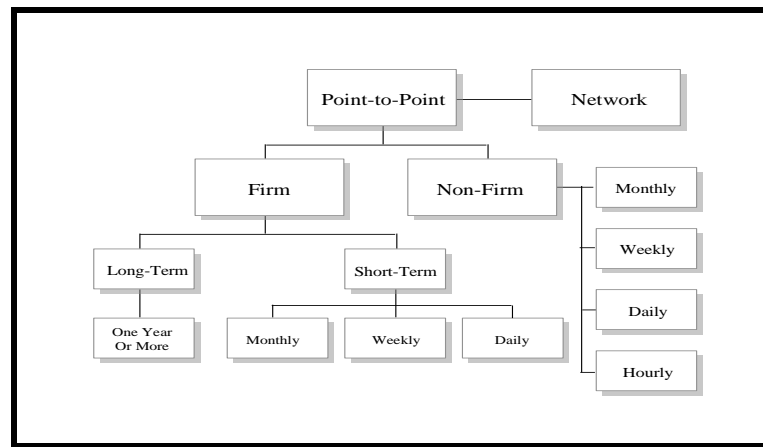 Point-to-Point
Network
Firm
Non-Firm
Monthly
Weekly
Daily
Hourly
Long-Term
Short-Term
One Year
Or More
Monthly
Weekly
Daily